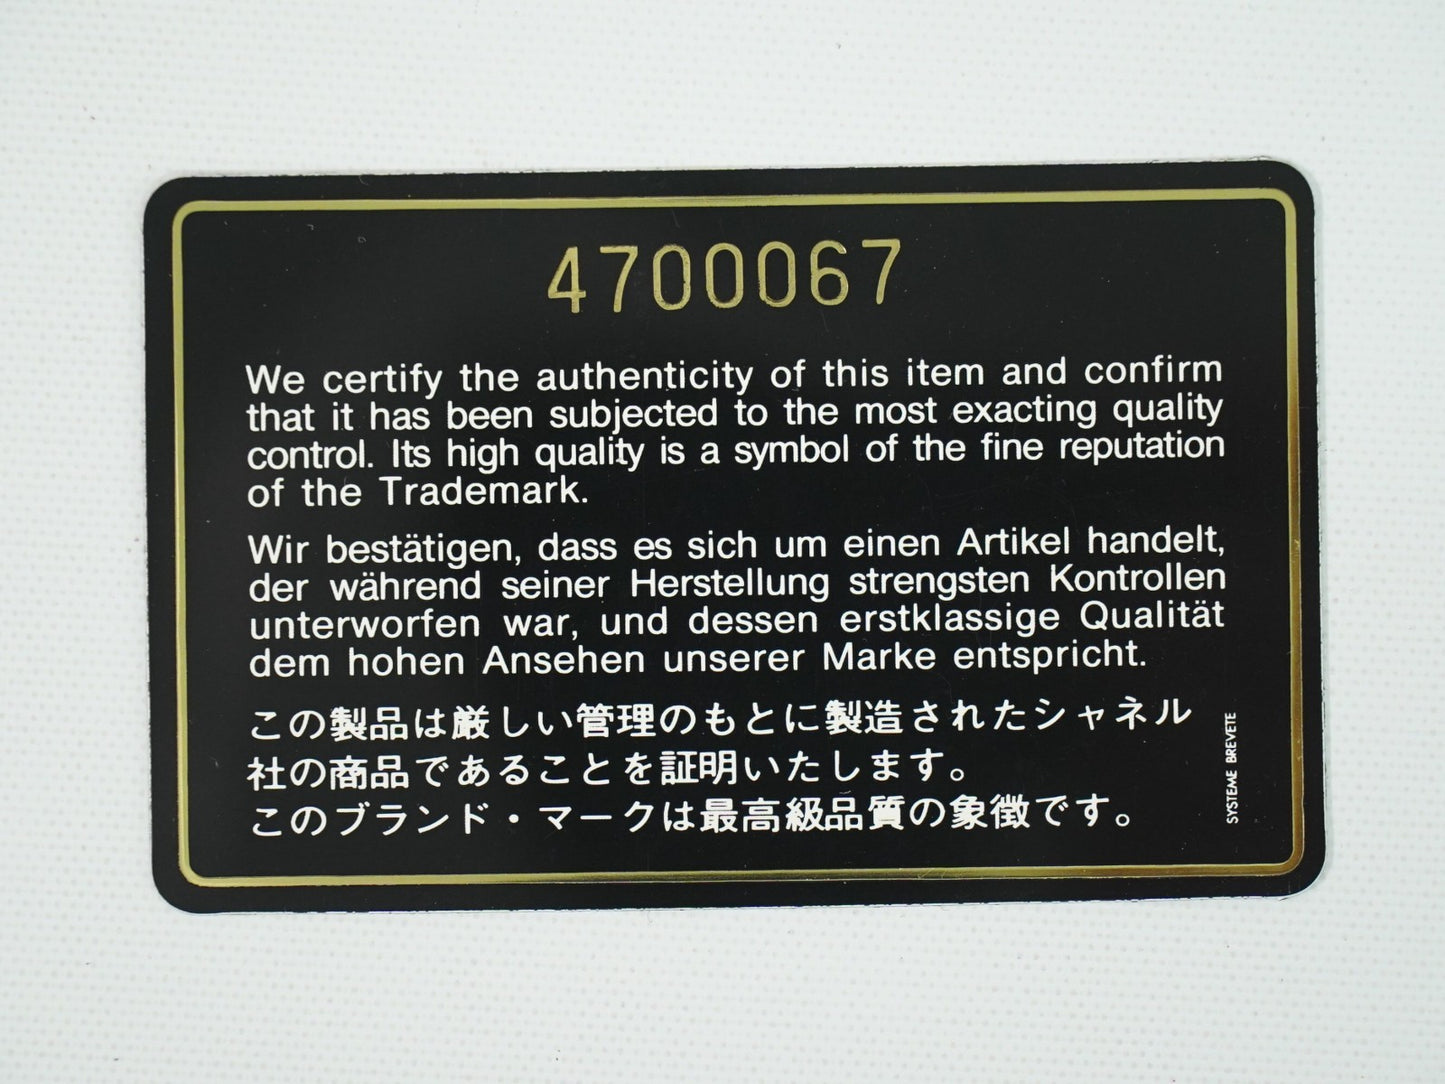 4700067
We certify the authenticity of this item and confirm
that it has been subjected to the most exacting quality
control. Its high quality is a symbol of the fine reputation
of the Trademark.
Wir bestätigen, dass es sich um einen Artikel handelt,
der während seiner Herstellung strengsten Kontrollen
unterworfen war, und dessen erstklassige Qualität
dem hohen Ansehen unserer Marke entspricht.
この製品は厳しい管理のもとに製造されたシャネル
社の商品であることを証明いたします。
このブランド・マークは最高級品質の象徴です。
SYSTEME BREVETE